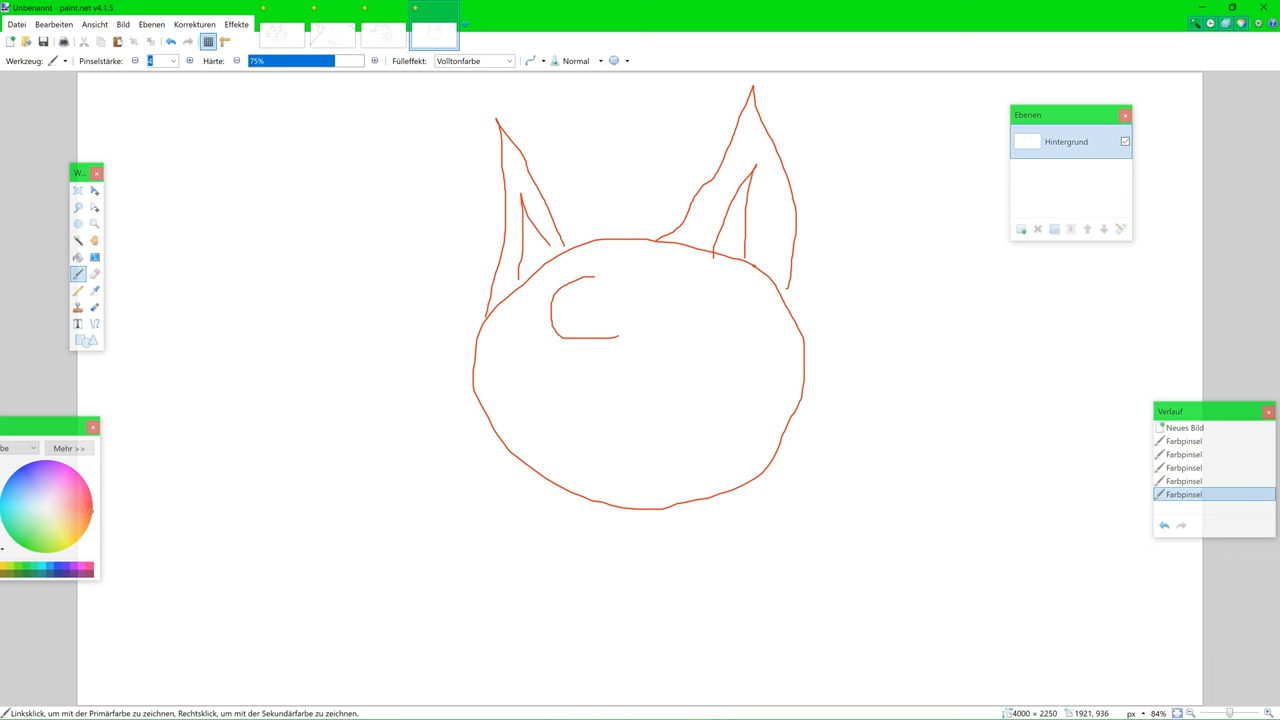 Unbenannt - paint.net v4.1.5
Datei Bearbeiten Ansicht Bild Ebenen Korrekturen Effekte
Werkzeug: Pinselstärke: 4 Härte: 75% Fülleffekt: Volltonfarbe Normal
Ebenen
Hintergrund
W...
Verlauf
Neues Bild
Farbpinsel
Farbpinsel
Farbpinsel
Farbpinsel
Farbpinsel
be Mehr >>
Linksklick, um mit der Primärfarbe zu zeichnen, Rechtsklick, um mit der Sekundärfarbe zu zeichnen. 4000 × 2250 1921, 936 px 84%